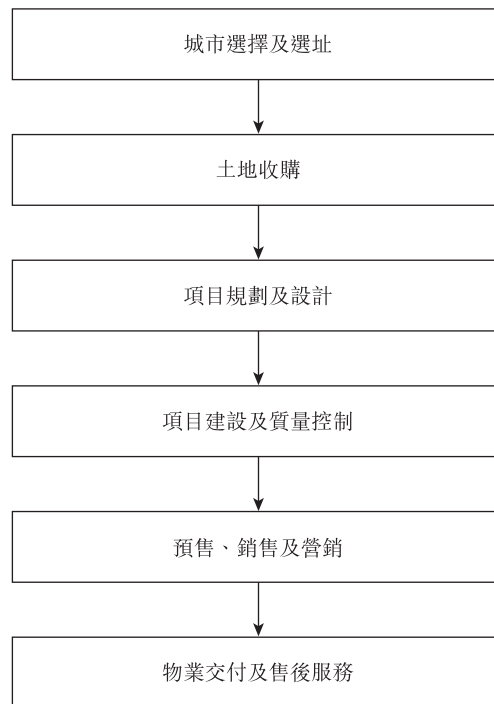 城市選擇及選址
土地收購
項目規劃及設計
項目建設及質量控制
預售、銷售及營銷
物業交付及售後服務